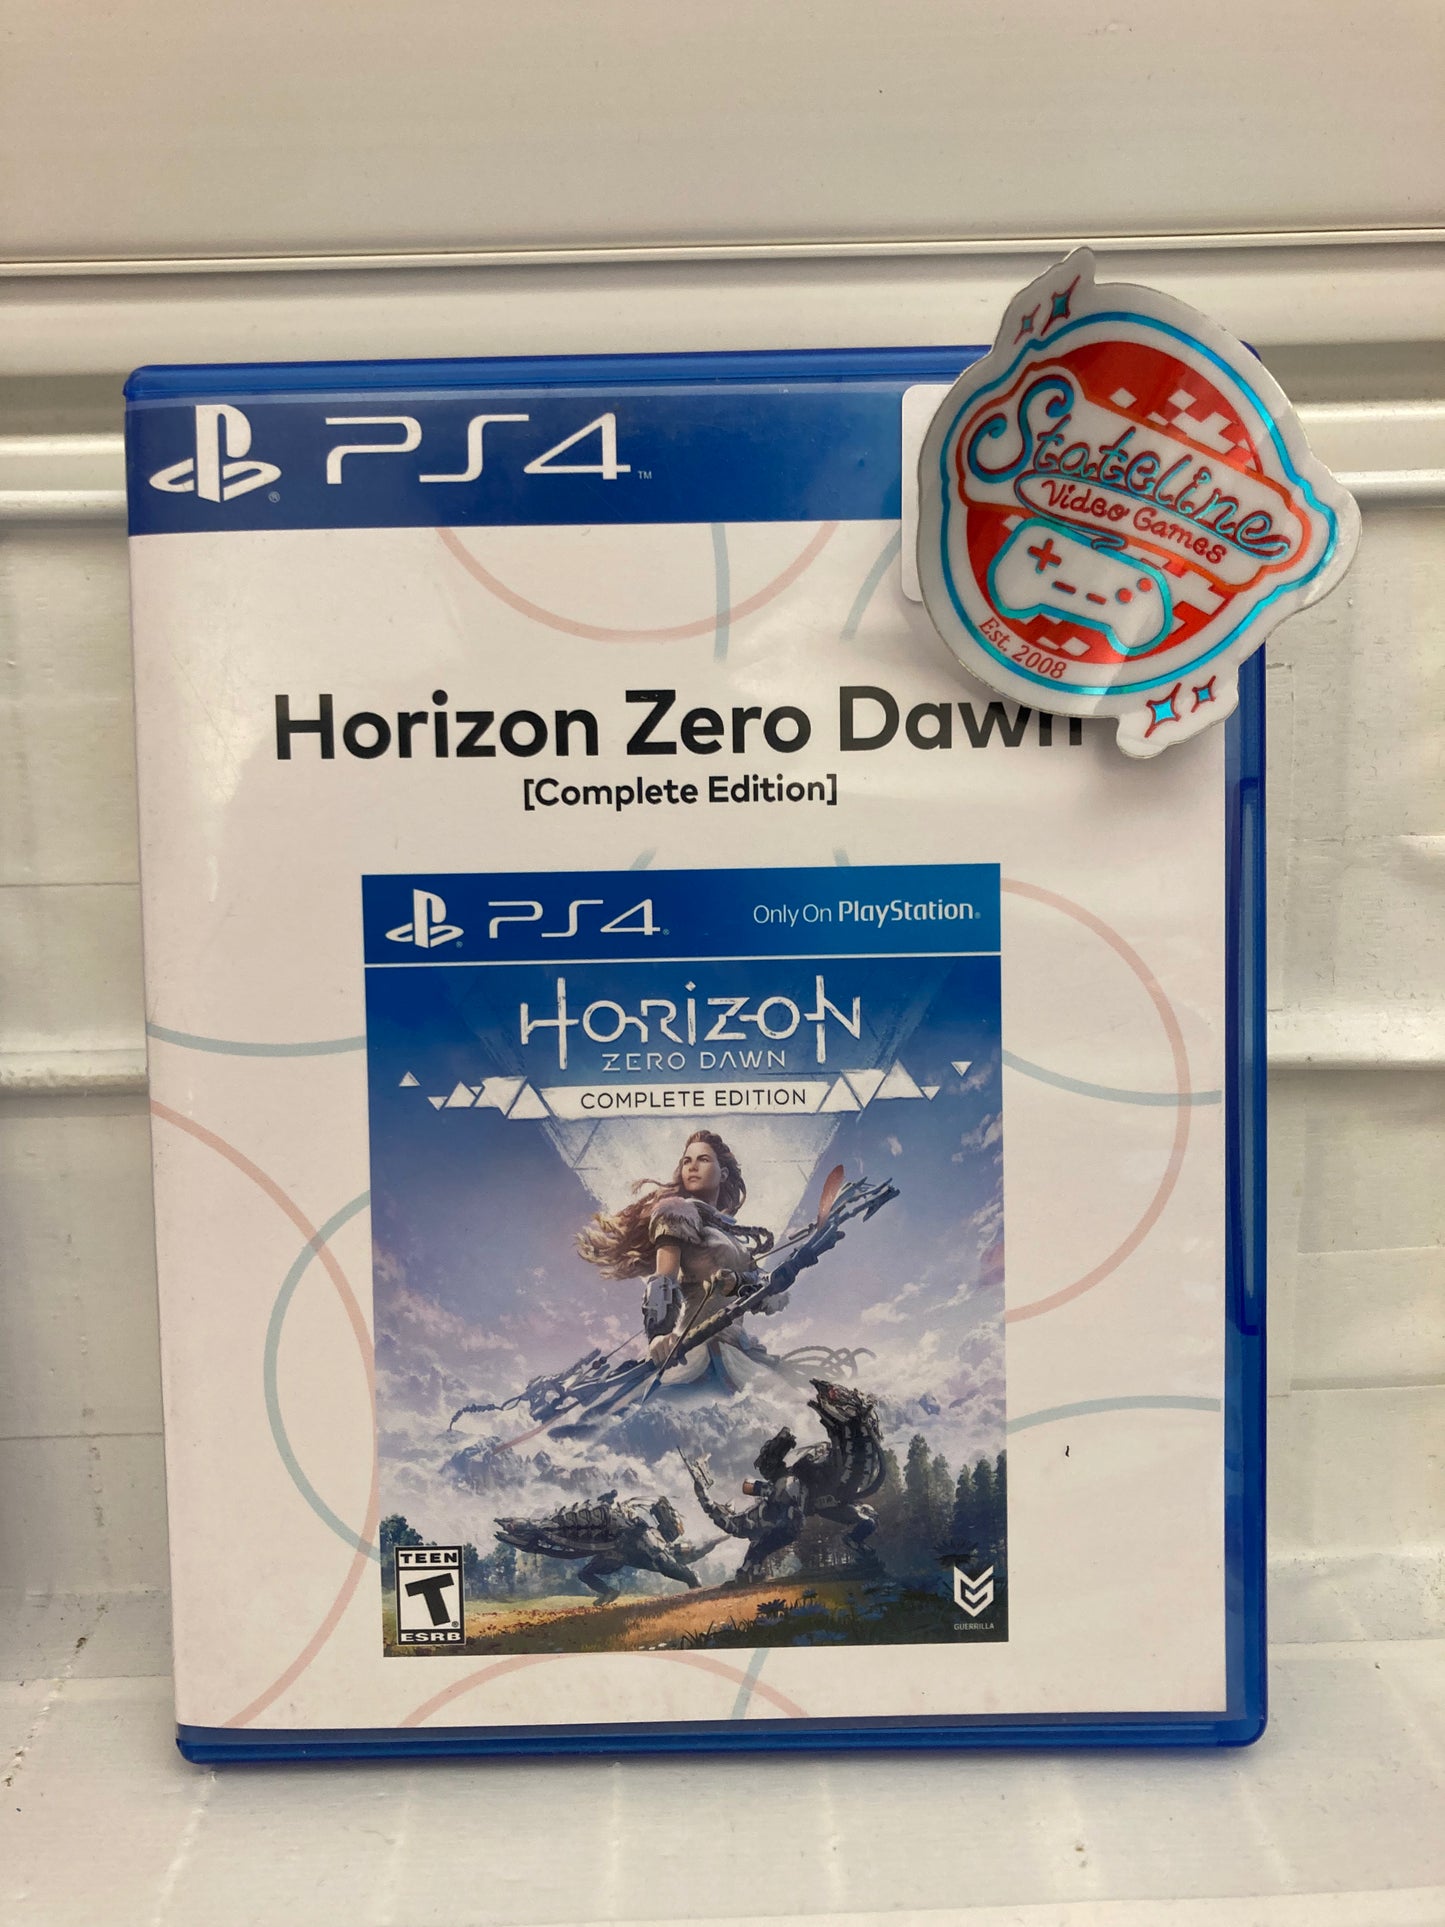 PS4™
Stateline
Video Games
Est. 2008
Horizon Zero Dawn
[Complete Edition]
PS4®
Only On PlayStation®
HORIZON
ZERO DAWN
COMPLETE EDITION
TEEN
T®
ESRB
GUERRILLA